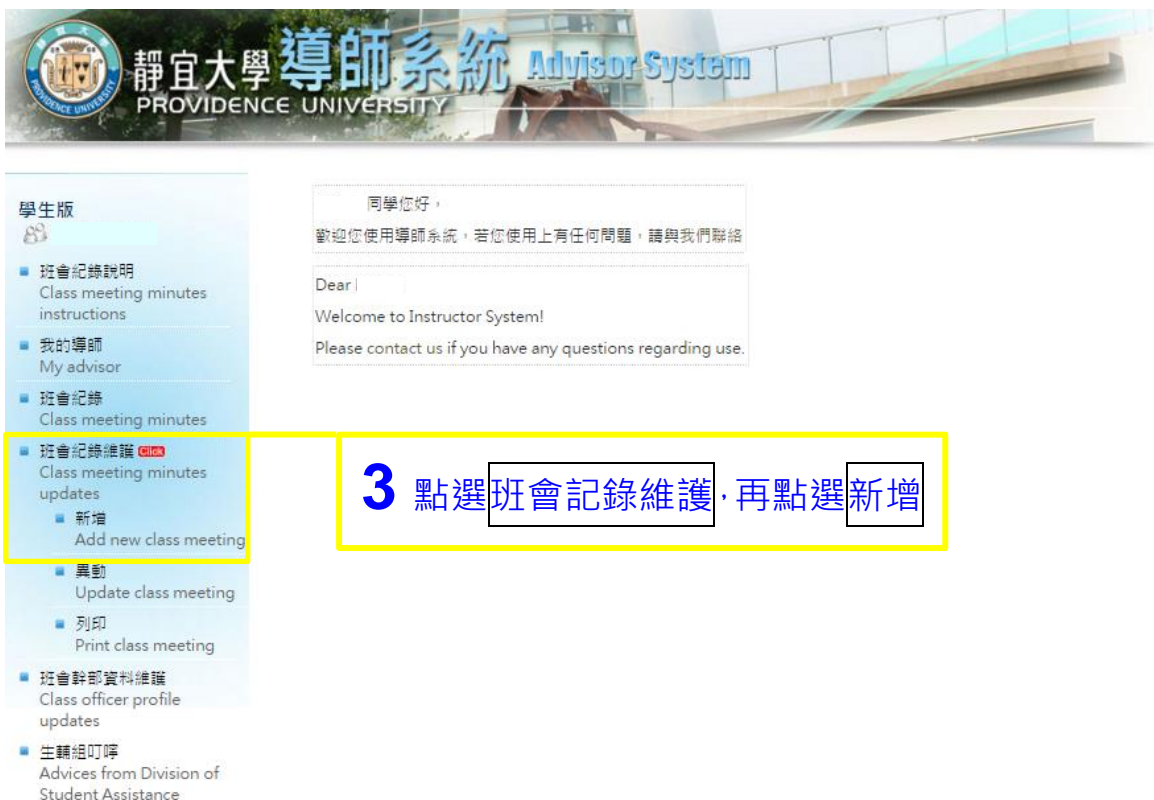 靜宜大學導師系統 Advisor System
PROVIDENCE UNIVERSITY
學生版
班會紀錄說明
Class meeting minutes
instructions
我的導師
My advisor
班會紀錄
Class meeting minutes
班會紀錄維護 Click
Class meeting minutes
updates
新增
Add new class meeting
異動
Update class meeting
列印
Print class meeting
班會幹部資料維護
Class officer profile
updates
生輔組叮嚀
Advices from Division of
Student Assistance
同學您好，
歡迎您使用導師系統，若您使用上有任何問題，請與我們聯絡
Dear
Welcome to Instructor System!
Please contact us if you have any questions regarding use.
3 點選班會記錄維護，再點選新增